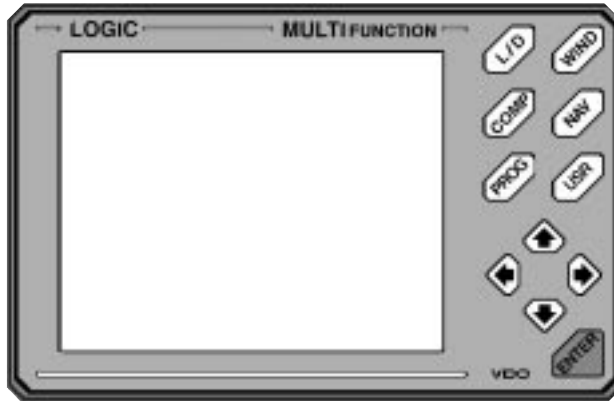 LOGIC MULTIFUNCTION
L/D WIND
COMP NAV
PROG USR
ENTER
VDO